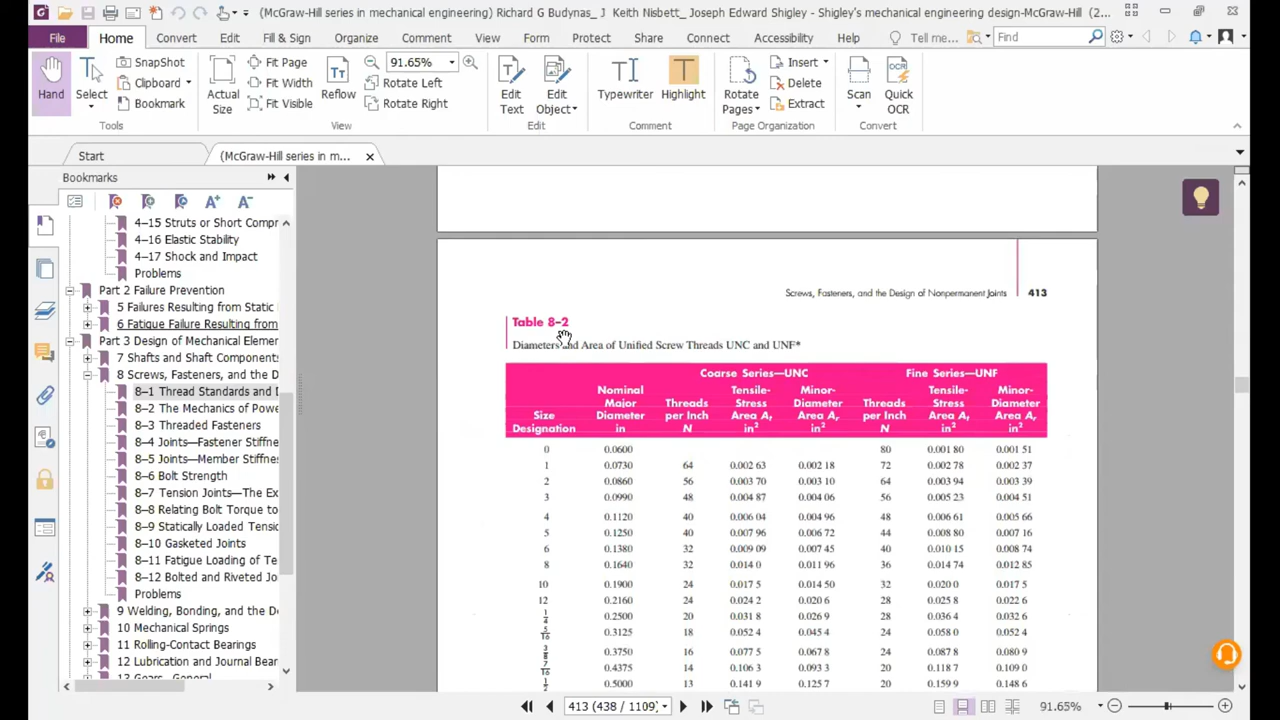 (McGraw-Hill series in mechanical engineering) Richard G Budynas_ J Keith Nisbett_ Joseph Edward Shigley - Shigley's mechanical engineering design-McGraw-Hill (2...
File Home Convert Edit Fill & Sign Organize Comment View Form Protect Share Connect Accessibility Help Tell me... Find
Hand
Select
SnapShot
Clipboard
Bookmark
Tools
Actual Size
Fit Page
Fit Width
Fit Visible
Reflow
91.65%
Rotate Left
Rotate Right
View
Edit Text
Edit Object
Edit
Typewriter
Highlight
Comment
Rotate Pages
Insert
Delete
Extract
Page Organization
Scan
Quick OCR
Convert
Start
(McGraw-Hill series in m...
Bookmarks
4–15 Struts or Short Compr
4–16 Elastic Stability
4–17 Shock and Impact
Problems
Part 2 Failure Prevention
5 Failures Resulting from Static
6 Fatigue Failure Resulting from
Part 3 Design of Mechanical Elemer
7 Shafts and Shaft Components
8 Screws, Fasteners, and the D
8–1 Thread Standards and D
8–2 The Mechanics of Powe
8–3 Threaded Fasteners
8–4 Joints—Fastener Stiffne
8–5 Joints—Member Stiffnes
8–6 Bolt Strength
8–7 Tension Joints—The Ex
8–8 Relating Bolt Torque to
8–9 Statically Loaded Tensio
8–10 Gasketed Joints
8–11 Fatigue Loading of Te
8–12 Bolted and Riveted Jo
Problems
9 Welding, Bonding, and the De
10 Mechanical Springs
11 Rolling-Contact Bearings
12 Lubrication and Journal Bear
13 Gears—General
Screws, Fasteners, and the Design of Nonpermanent Joints 413
Table 8–2
Diameters and Area of Unified Screw Threads UNC and UNF*
Coarse Series—UNC Fine Series—UNF
Nominal Tensile- Minor- Tensile- Minor-
Major Threads Stress Diameter Threads Stress Diameter
Size Diameter per Inch Area At Area Ar per Inch Area At Area Ar
Designation in N in² in² N in² in²
0 0.0600 80 0.001 80 0.001 51
1 0.0730 64 0.002 63 0.002 18 72 0.002 78 0.002 37
2 0.0860 56 0.003 70 0.003 10 64 0.003 94 0.003 39
3 0.0990 48 0.004 87 0.004 06 56 0.005 23 0.004 51
4 0.1120 40 0.006 04 0.004 96 48 0.006 61 0.005 66
5 0.1250 40 0.007 96 0.006 72 44 0.008 80 0.007 16
6 0.1380 32 0.009 09 0.007 45 40 0.010 15 0.008 74
8 0.1640 32 0.014 0 0.011 96 36 0.014 74 0.012 85
10 0.1900 24 0.017 5 0.014 50 32 0.020 0 0.017 5
12 0.2160 24 0.024 2 0.020 6 28 0.025 8 0.022 6
1/4 0.2500 20 0.031 8 0.026 9 28 0.036 4 0.032 6
5/16 0.3125 18 0.052 4 0.045 4 24 0.058 0 0.052 4
3/8 0.3750 16 0.077 5 0.067 8 24 0.087 8 0.080 9
7/16 0.4375 14 0.106 3 0.093 3 20 0.118 7 0.109 0
1/2 0.5000 13 0.141 9 0.125 7 20 0.159 9 0.148 6
413 (438 / 1109)
91.65%